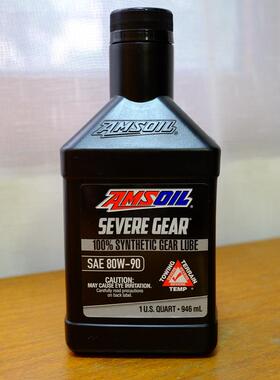 AMSOIL
AMSOIL
SEVERE GEAR®
100% SYNTHETIC GEAR LUBE
SAE 80W-90
TOWING
TERRAIN
TEMP
CAUTION:
MAY CAUSE EYE IRRITATION.
Carefully read precautions
on back label.
1 U.S. QUART • 946 mL